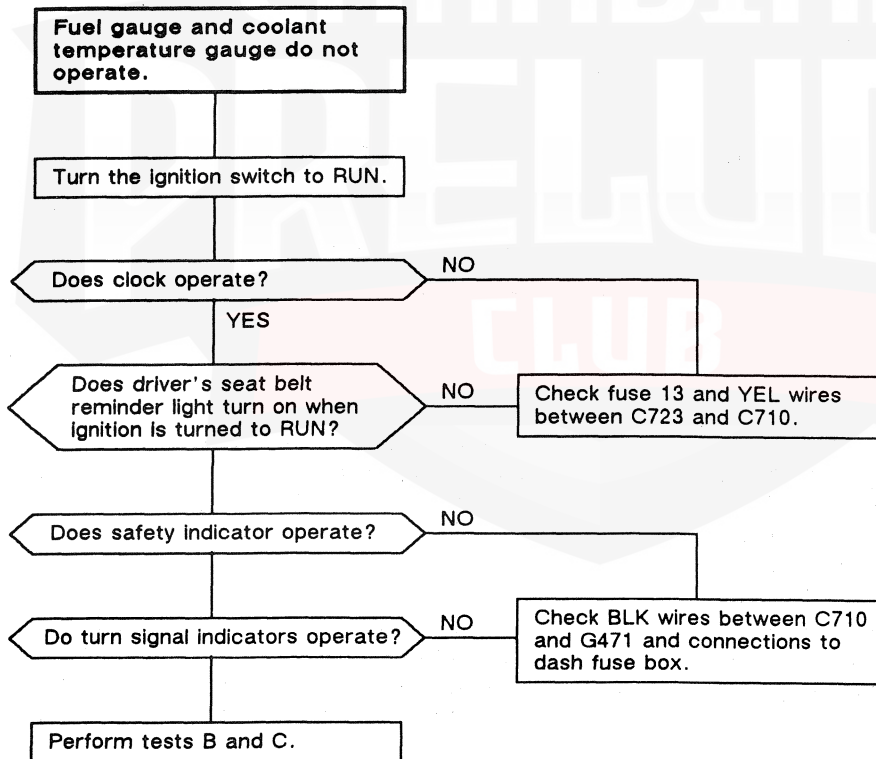 Fuel gauge and coolant
temperature gauge do not
operate.
Turn the ignition switch to RUN.
Does clock operate?
NO
YES
Does driver's seat belt
reminder light turn on when
ignition is turned to RUN?
NO
Check fuse 13 and YEL wires
between C723 and C710.
Does safety indicator operate?
NO
Do turn signal indicators operate?
NO
Check BLK wires between C710
and G471 and connections to
dash fuse box.
Perform tests B and C.
CLUB